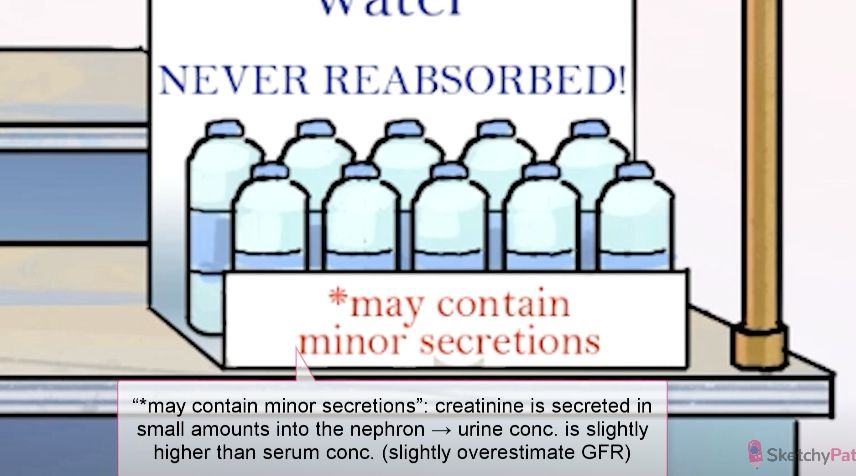 water
NEVER REABSORBED!
*may contain
minor secretions
“*may contain minor secretions”: creatinine is secreted in
small amounts into the nephron → urine conc. is slightly
higher than serum conc. (slightly overestimate GFR)
SketchyPat